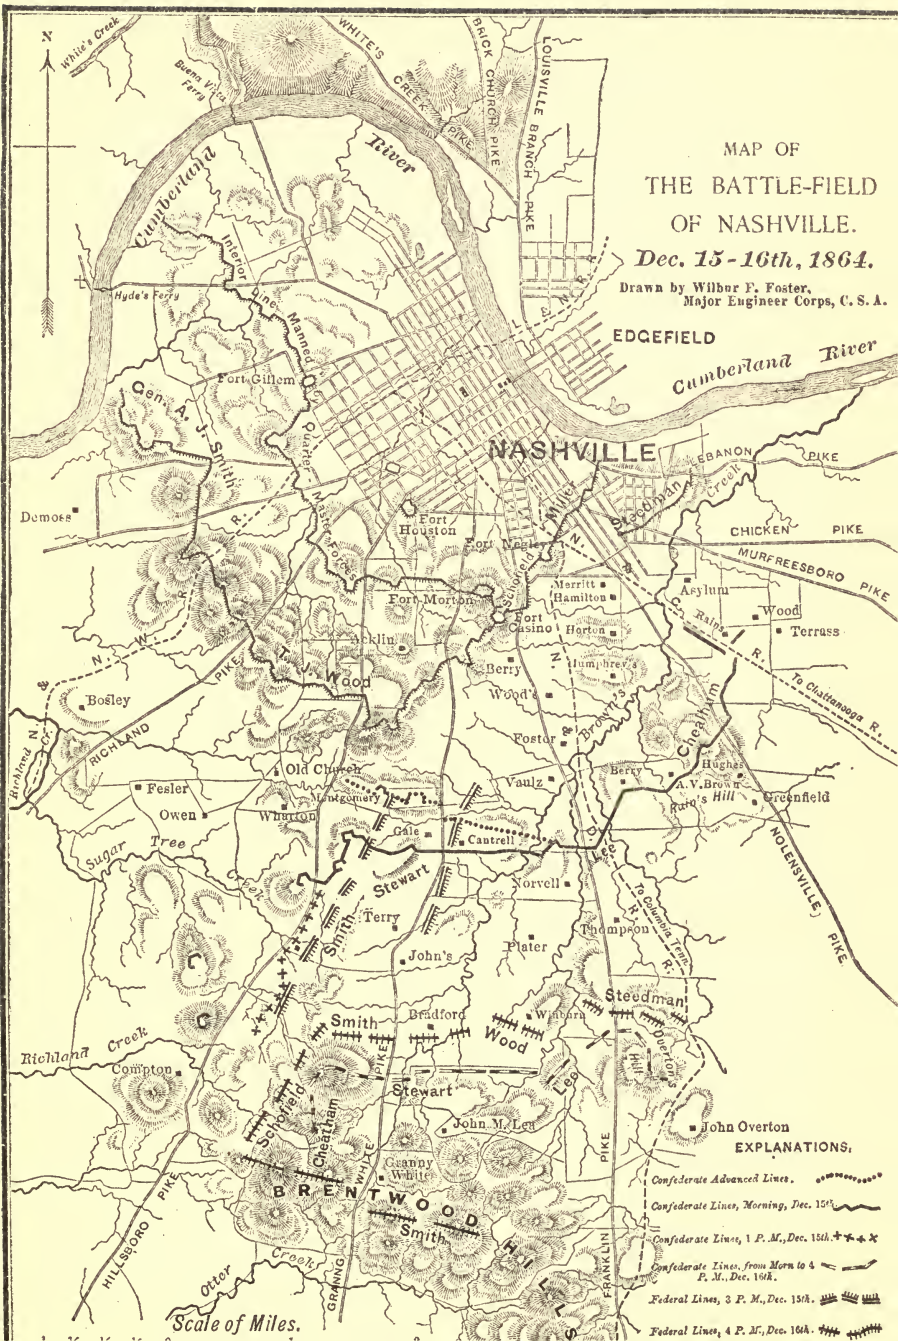 MAP OF
THE BATTLE-FIELD
OF NASHVILLE.
Dec. 15-16th, 1864.
Drawn by Wilbur F. Foster,
Major Engineer Corps, C. S. A.
N
White's Creek
Buena Vista
Ferry
WHITE'S CREEK PIKE
BRICK CHURCH PIKE
LOUISVILLE BRANCH PIKE
Cumberland River
Hyde's Ferry
Interior Line Manned Quarter-Masters Forces
L. & N. R R
EDGEFIELD
Cumberland River
Fort Gillem
Gen. A. J. Smith
NASHVILLE
LEBANON PIKE
Creek
Miller
Steedman
Demoss
Fort
Houston
CHICKEN PIKE
Fort Negley
MURFREESBORO PIKE
Schofield
Merritt
Hamilton
Asylum
Fort Morton
Fort
Casino
Horton
Wood
Rains
Terrass
Acklin
T. J. Wood
Berry
Humphrey's
N. & C. R. R.
To Chattanooga
N. & N. W. R. R.
Bosley
Wood's
Brown's
Cheatham
RICHLAND PIKE
Richland Cr.
Foster
Old Church
Vaulz
Berry
Hughes
A.V. Brown
Rain's Hill
Greenfield
Fesler
Montgomery
Owen
Wharton
Gale
Cantrell
Lee
NOLENSVILLE PIKE
Sugar Tree Creek
Stewart
Norvell
N. & D. R. R.
To Columbia Tenn.
Smith
Terry
Thompson
John's
Plater
C
C
Steedman
Smith
Bradford
Winburn
Wood
Overton's
Hill
Richland Creek
Compton
Lee
Stewart
Schofield
Cheatham
John M. Lea
John Overton
Granny
White
BRENTWOOD HILLS
Smith
HILLSBORO PIKE
GRANNY WHITE PIKE
FRANKLIN PIKE
Otter Creek
EXPLANATIONS.
Confederate Advanced Lines.
Confederate Lines, Morning, Dec. 15th.
Confederate Lines, 1 P. M., Dec. 15th.
Confederate Lines, from Morn to 4
P. M., Dec. 16th.
Federal Lines, 3 P. M., Dec. 15th.
Federal Lines, 4 P. M., Dec. 16th.
Scale of Miles.